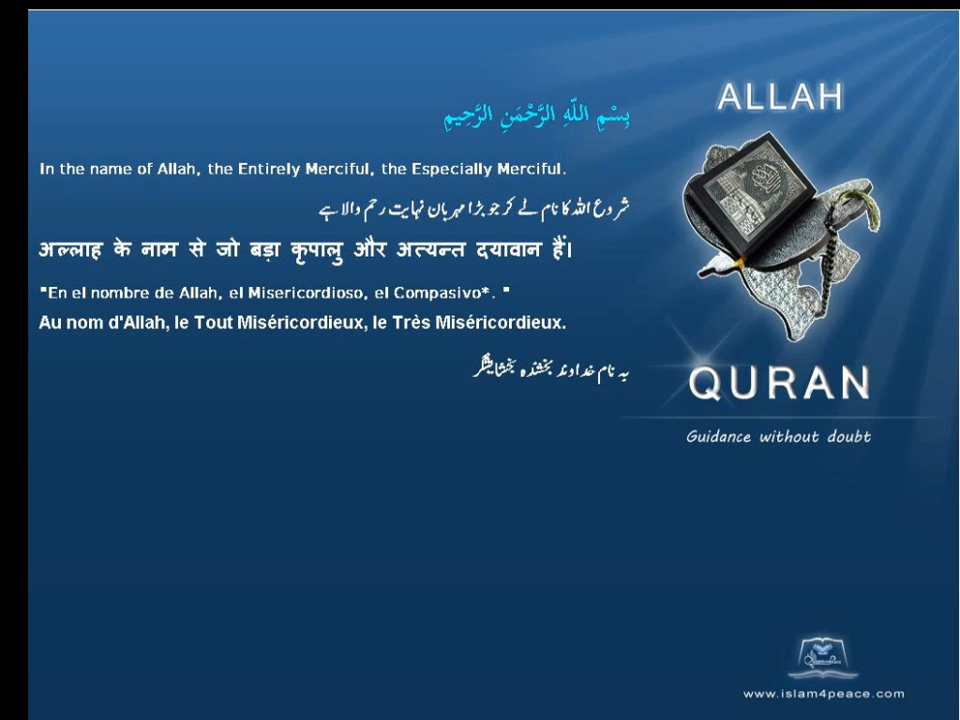 بِسْمِ اللَّهِ الرَّحْمَنِ الرَّحِيمِ
In the name of Allah, the Entirely Merciful, the Especially Merciful.
شروع الله کا نام لے کر جو بڑا مہربان نہایت رحم والا ہے
अल्लाह के नाम से जो बड़ा कृपालु और अत्यन्त दयावान हैं।
"En el nombre de Allah, el Misericordioso, el Compasivo*. "
Au nom d'Allah, le Tout Miséricordieux, le Très Miséricordieux.
به نام خداوند بخشنده بخشایشگر
ALLAH
QURAN
Guidance without doubt
www.islam4peace.com